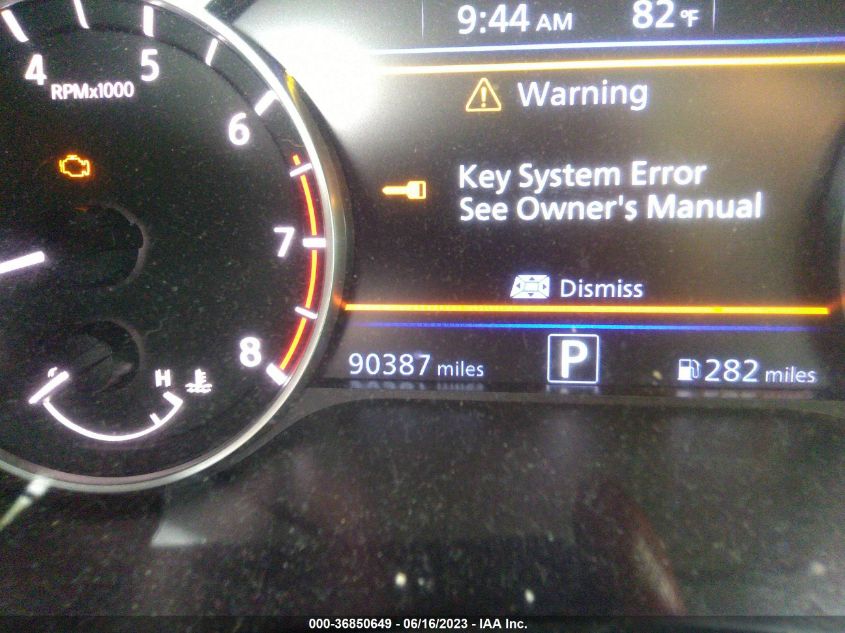 9:44 AM 82 °F
4 5
RPMx1000
6
7
8
H
Warning
Key System Error
See Owner's Manual
Dismiss
90387 miles P 282 miles
000-36850649 - 06/16/2023 - IAA Inc.